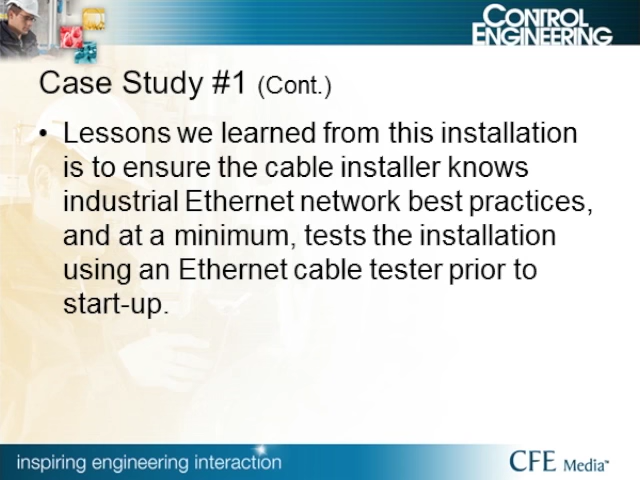 CONTROL
ENGINEERING
Case Study #1 (Cont.)
• Lessons we learned from this installation
is to ensure the cable installer knows
industrial Ethernet network best practices,
and at a minimum, tests the installation
using an Ethernet cable tester prior to
start-up.
inspiring engineering interaction
CFE Media™